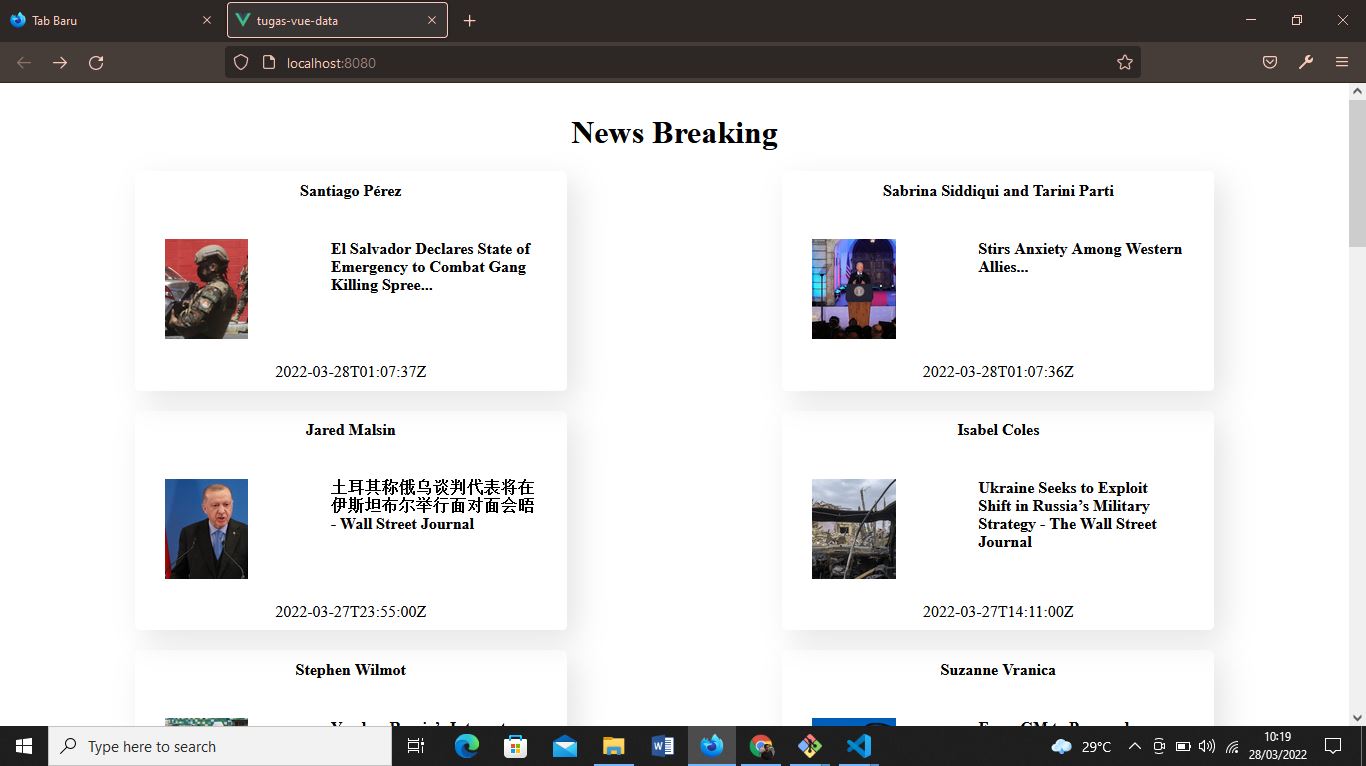 Tab Baru
tugas-vue-data
localhost:8080
News Breaking
Santiago Pérez
El Salvador Declares State of
Emergency to Combat Gang
Killing Spree...
2022-03-28T01:07:37Z
Sabrina Siddiqui and Tarini Parti
Stirs Anxiety Among Western
Allies...
2022-03-28T01:07:36Z
Jared Malsin
土耳其称俄乌谈判代表将在
伊斯坦布尔举行面对面会晤
- Wall Street Journal
2022-03-27T23:55:00Z
Isabel Coles
Ukraine Seeks to Exploit
Shift in Russia’s Military
Strategy - The Wall Street
Journal
2022-03-27T14:11:00Z
Stephen Wilmot
Suzanne Vranica
Type here to search
29°C
10:19
28/03/2022